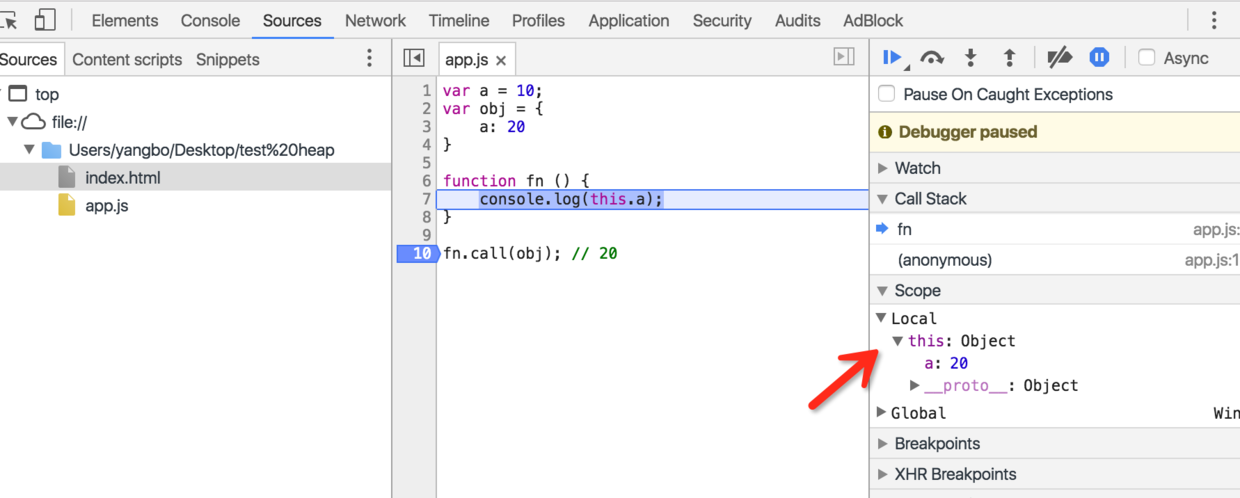 Elements Console Sources Network Timeline Profiles Application Security Audits AdBlock
Sources Content scripts Snippets
top
file://
Users/yangbo/Desktop/test%20heap
index.html
app.js
app.js ×
1 var a = 10;
2 var obj = {
3 a: 20
4 }
5
6 function fn () {
7 console.log(this.a);
8 }
9
10 fn.call(obj); // 20
Async
Pause On Caught Exceptions
Debugger paused
Watch
Call Stack
fn app.js:
(anonymous) app.js:1
Scope
Local
this: Object
a: 20
__proto__: Object
Global Win
Breakpoints
XHR Breakpoints